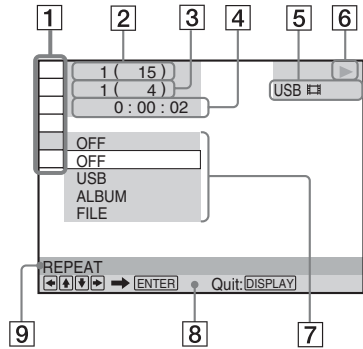 1 2 3 4 5 6
1 ( 15 )
1 ( 4 )
0 : 00 : 02
USB
OFF
OFF
USB
ALBUM
FILE
REPEAT
ENTER Quit: DISPLAY
9 8 7